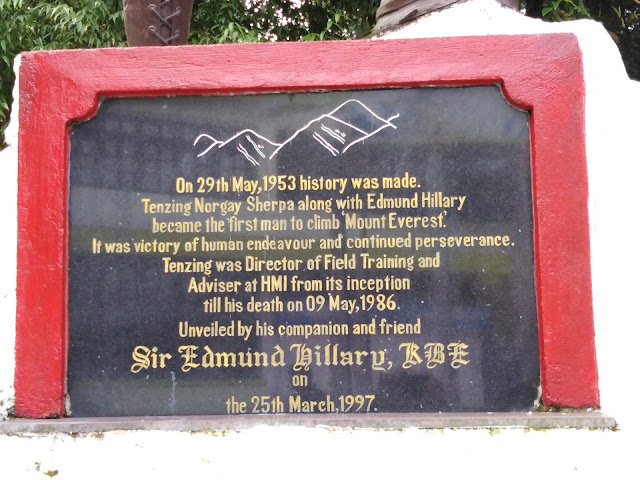 On 29th May,1953 history was made.
Tenzing Norgay Sherpa along with Edmund Hillary
became the first man to climb 'Mount Everest'.
It was victory of human endeavour and continued perseverance.
Tenzing was Director of Field Training and
Adviser at HMI from its inception
till his death on 09 May,1986.
Unveiled by his companion and friend
Sir Edmund Hillary, KBE
on
the 25th March,1997.